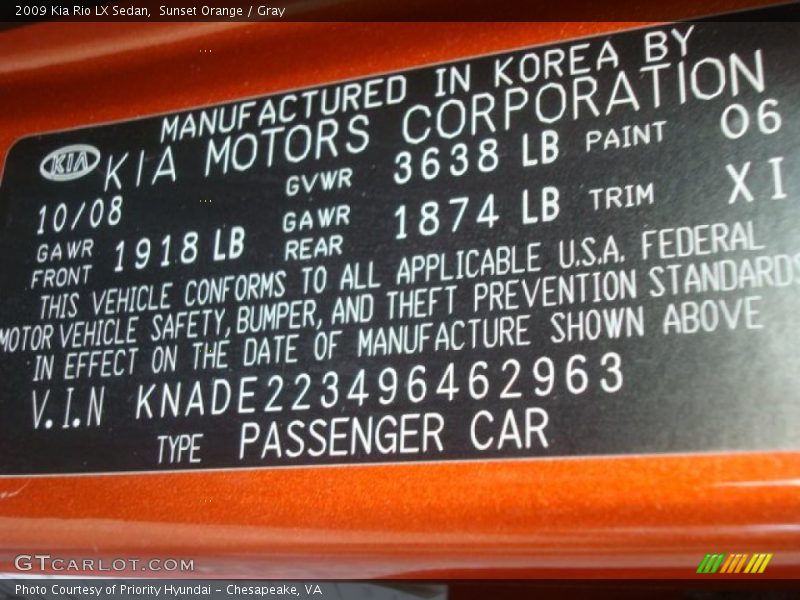 2009 Kia Rio LX Sedan,  Sunset Orange / Gray
MANUFACTURED IN KOREA BY
KIA KIA MOTORS CORPORATION
10/08 GVWR 3638 LB PAINT 06
GAWR FRONT 1918 LB GAWR REAR 1874 LB TRIM XI
THIS VEHICLE CONFORMS TO ALL APPLICABLE U.S.A. FEDERAL
MOTOR VEHICLE SAFETY, BUMPER, AND THEFT PREVENTION STANDARDS
IN EFFECT ON THE DATE OF MANUFACTURE SHOWN ABOVE
V.I.N KNADE223496462963
TYPE PASSENGER CAR
GTCARLOT.COM
Photo Courtesy of Priority Hyundai - Chesapeake, VA